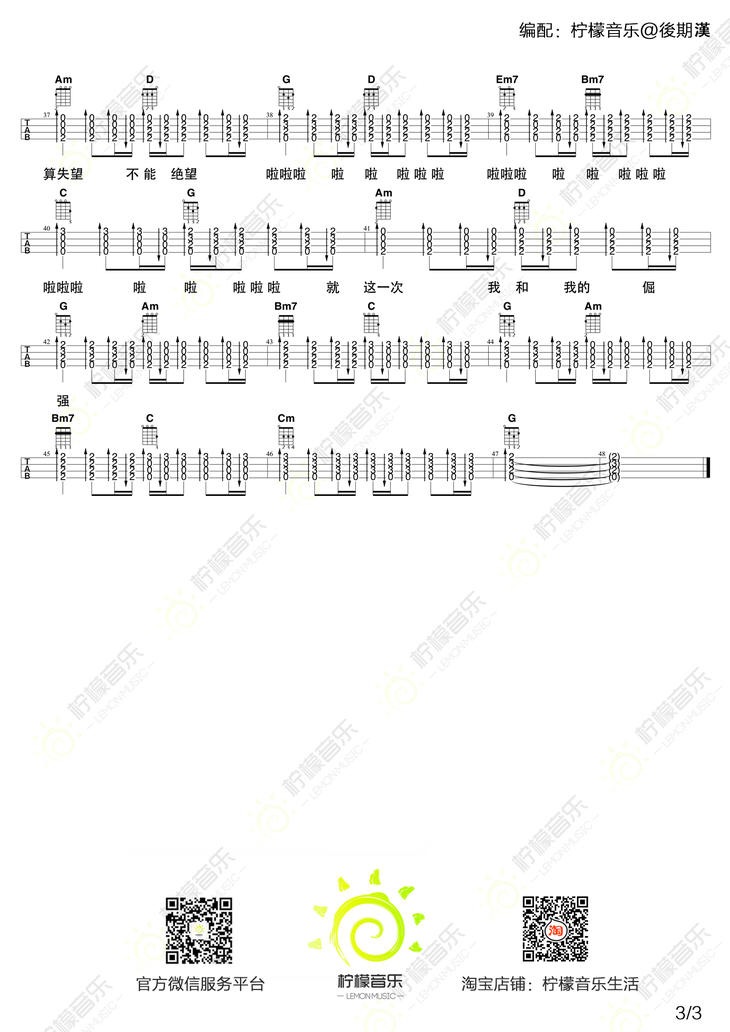 编配：柠檬音乐@後期漢
Am D G D Em7 Bm7
37 38 39
TAB
算失望 不能 绝望 啦啦啦 啦 啦 啦啦啦 啦啦啦 啦 啦 啦啦啦
C G Am D
40 41
TAB
啦啦啦 啦 啦 啦啦啦 就 这一次 我 和 我的 倔
G Am Bm7 C G Am
42 43 44
TAB
强
Bm7 C Cm G
45 46 47 48
TAB
官方微信服务平台
柠檬音乐
LEMON MUSIC
淘
淘宝店铺：柠檬音乐生活
3/3